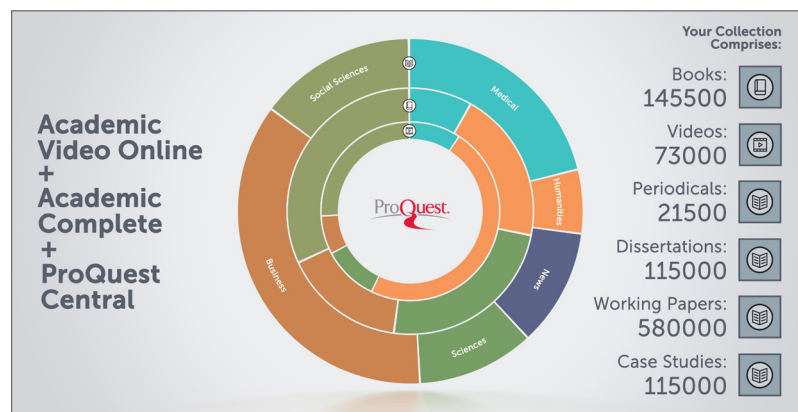 Academic
Video Online
+
Academic
Complete
+
ProQuest
Central
Social Sciences
Medical
Humanities
News
Sciences
Business
ProQuest.
Your Collection
Comprises:
Books:
145500
Videos:
73000
Periodicals:
21500
Dissertations:
115000
Working Papers:
580000
Case Studies:
115000